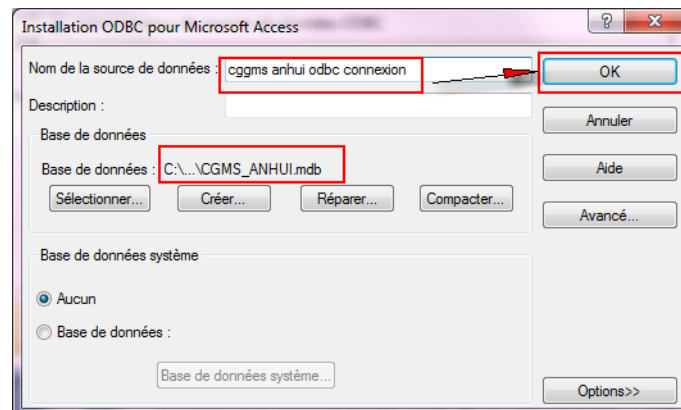 Installation ODBC pour Microsoft Access
Nom de la source de données : cggms anhui odbc connexion
OK
Description :
Annuler
Base de données
Base de données : C:\...\CGMS_ANHUI.mdb
Aide
Sélectionner... Créer... Réparer... Compacter...
Avancé...
Base de données système
Aucun
Base de données :
Base de données système...
Options>>